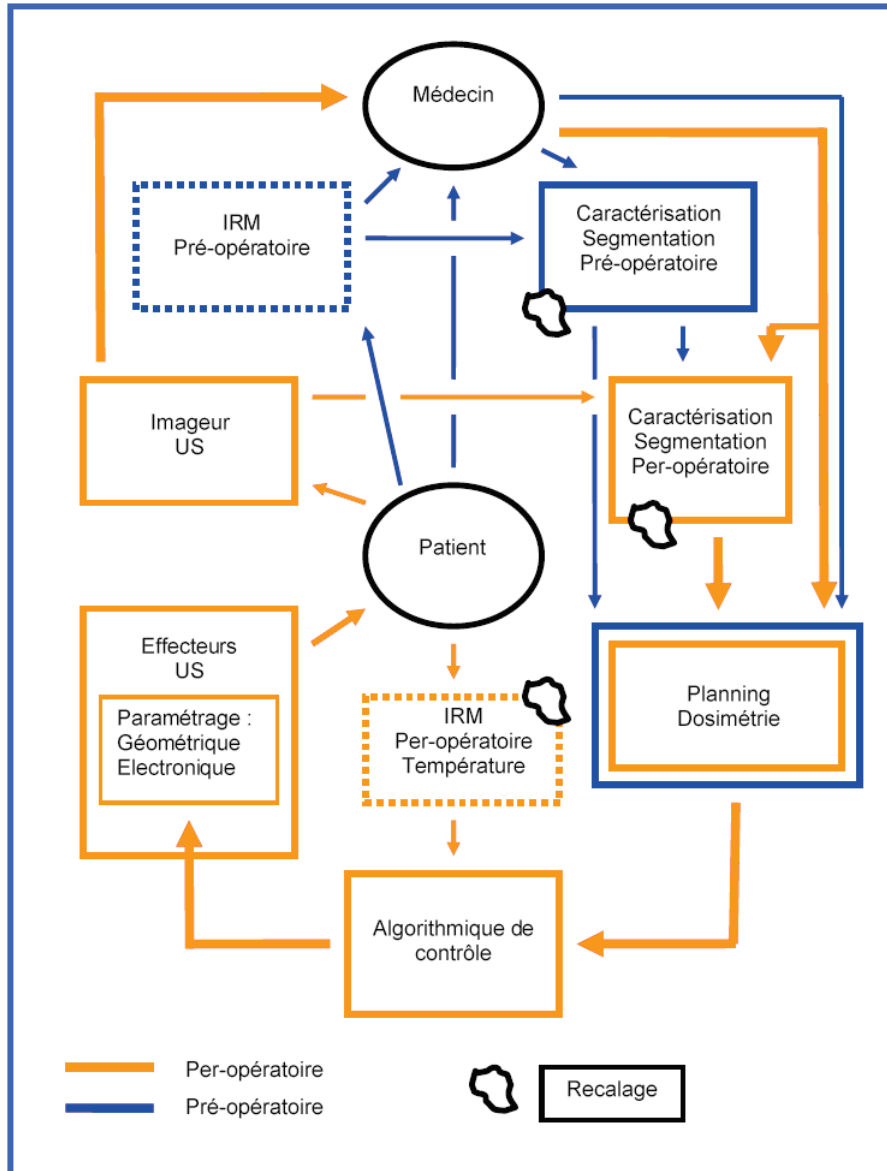 Médecin
IRM
Pré-opératoire
Caractérisation
Segmentation
Pré-opératoire
Imageur
US
Caractérisation
Segmentation
Per-opératoire
Patient
Effecteurs
US
Paramétrage :
Géométrique
Electronique
IRM
Per-opératoire
Température
Planning
Dosimétrie
Algorithmique de
contrôle
Per-opératoire
Pré-opératoire
Recalage